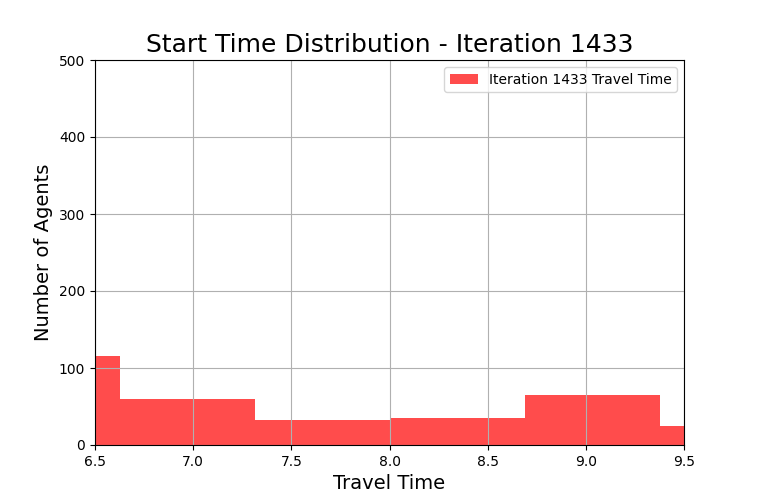 Start Time Distribution - Iteration 1433
Iteration 1433 Travel Time
Number of Agents
500
400
300
200
100
0
6.5 7.0 7.5 8.0 8.5 9.0 9.5
Travel Time